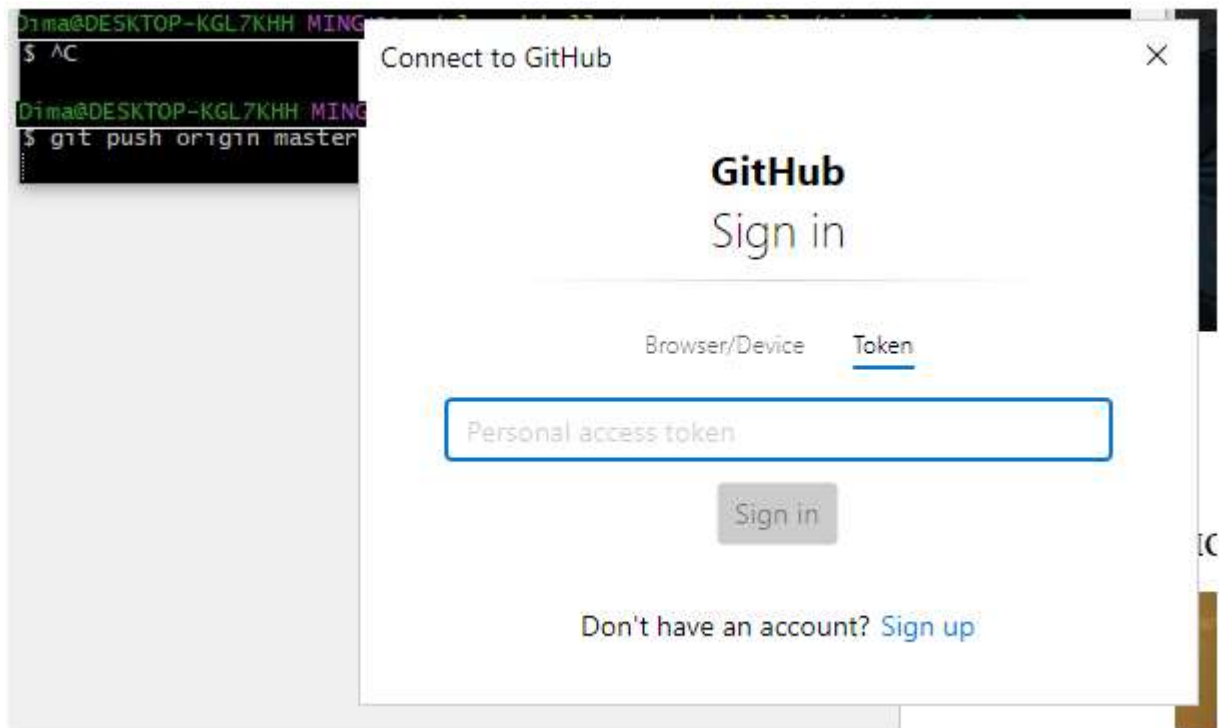 Dima@DESKTOP-KGL7KHH MING
$ ^C
Dima@DESKTOP-KGL7KHH MING
$ git push origin master
Connect to GitHub
GitHub
Sign in
Browser/Device Token
Personal access token
Sign in
Don't have an account? Sign up